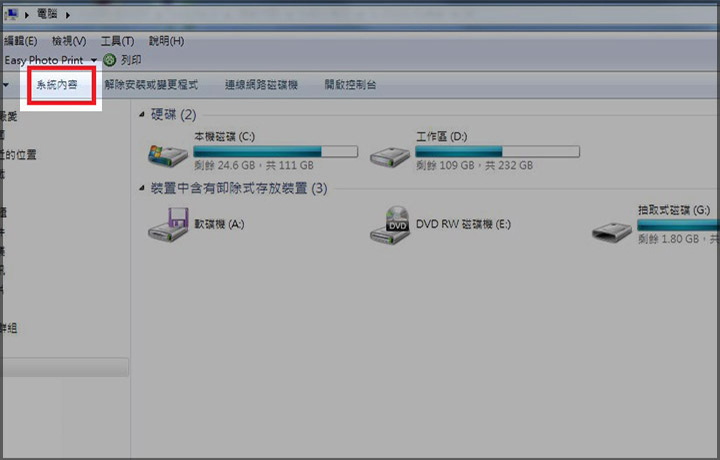 電腦
編輯(E) 檢視(V) 工具(T) 說明(H)
Easy Photo Print 列印
系統內容 解除安裝或變更程式 連線網路磁碟機 開啟控制台
最愛
近的位置
群組
硬碟 (2)
本機磁碟 (C:)
剩餘 24.6 GB，共 111 GB
工作區 (D:)
剩餘 109 GB，共 232 GB
裝置中含有卸除式存放裝置 (3)
軟碟機 (A:)
DVD
DVD RW 磁碟機 (E:)
抽取式磁碟 (G:)
剩餘 1.80 GB，共